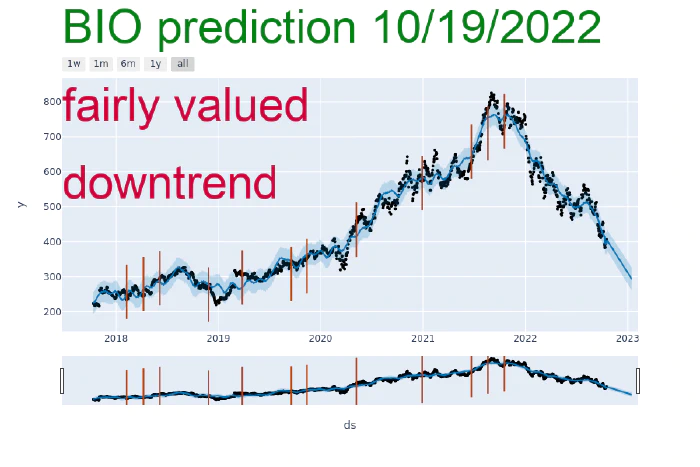 BIO prediction 10/19/2022
1w 1m 6m 1y all
fairly valued
downtrend
800
700
600
500
400
300
200
y
2018 2019 2020 2021 2022 2023
ds